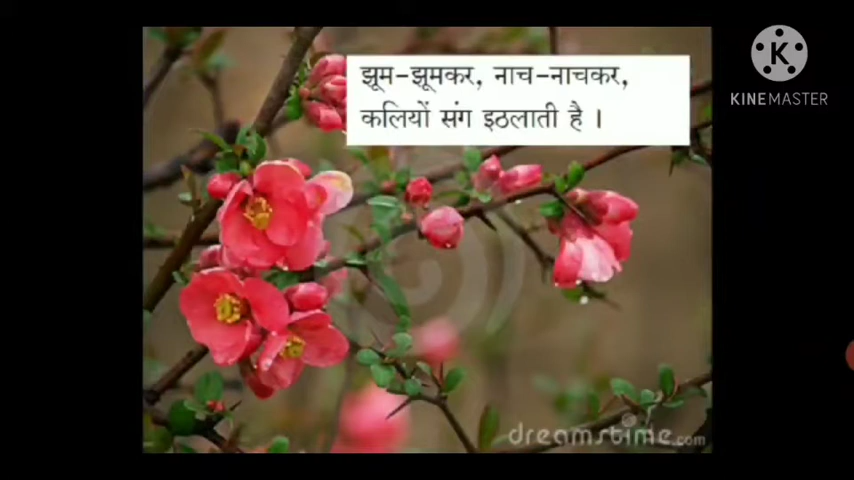 झूम-झूमकर, नाच-नाचकर,
कलियों संग इठलाती है ।
KINEMASTER
dreamstime.com